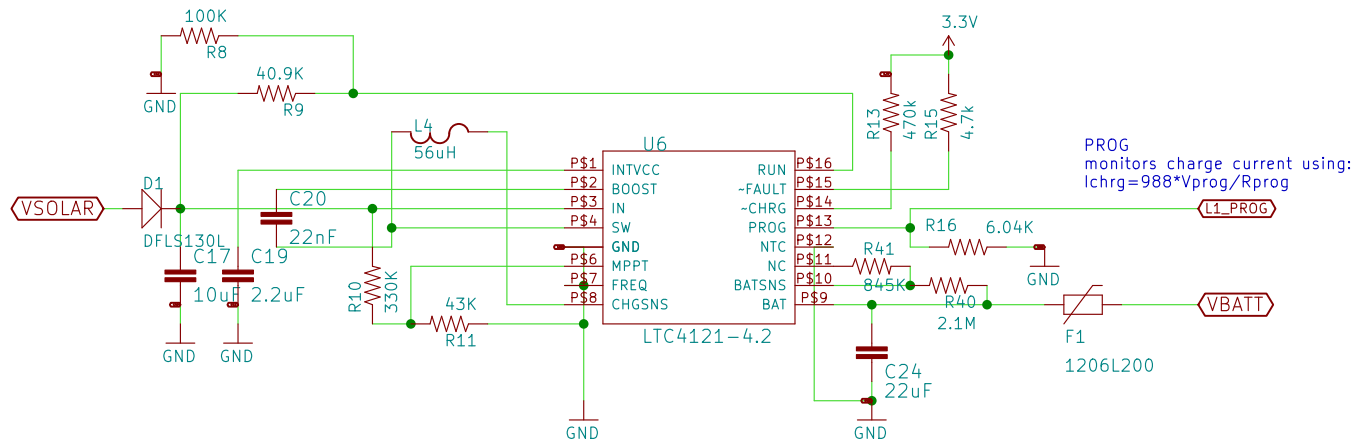 100K
R8
GND
40.9K
R9
L4
56uH
VSOLAR
D1
DFLS130L
C20
22nF
C17
10uF
C19
2.2uF
GND
GND
R10
330K
43K
R11
GND
U6
P$1 INTVCC
P$2 BOOST
P$3 IN
P$4 SW
GND
P$6 MPPT
P$7 FREQ
P$8 CHGSNS
RUN P$16
~FAULT P$15
~CHRG P$14
PROG P$13
NTC P$12
NC P$11
BATSNS P$10
BAT P$9
LTC4121-4.2
3.3V
R13
470k
R15
4.7k
PROG
monitors charge current using:
Ichrg=988*Vprog/Rprog
L1_PROG
R16
6.04K
GND
R41
845K
R40
2.1M
VBATT
F1
1206L200
C24
22uF
GND